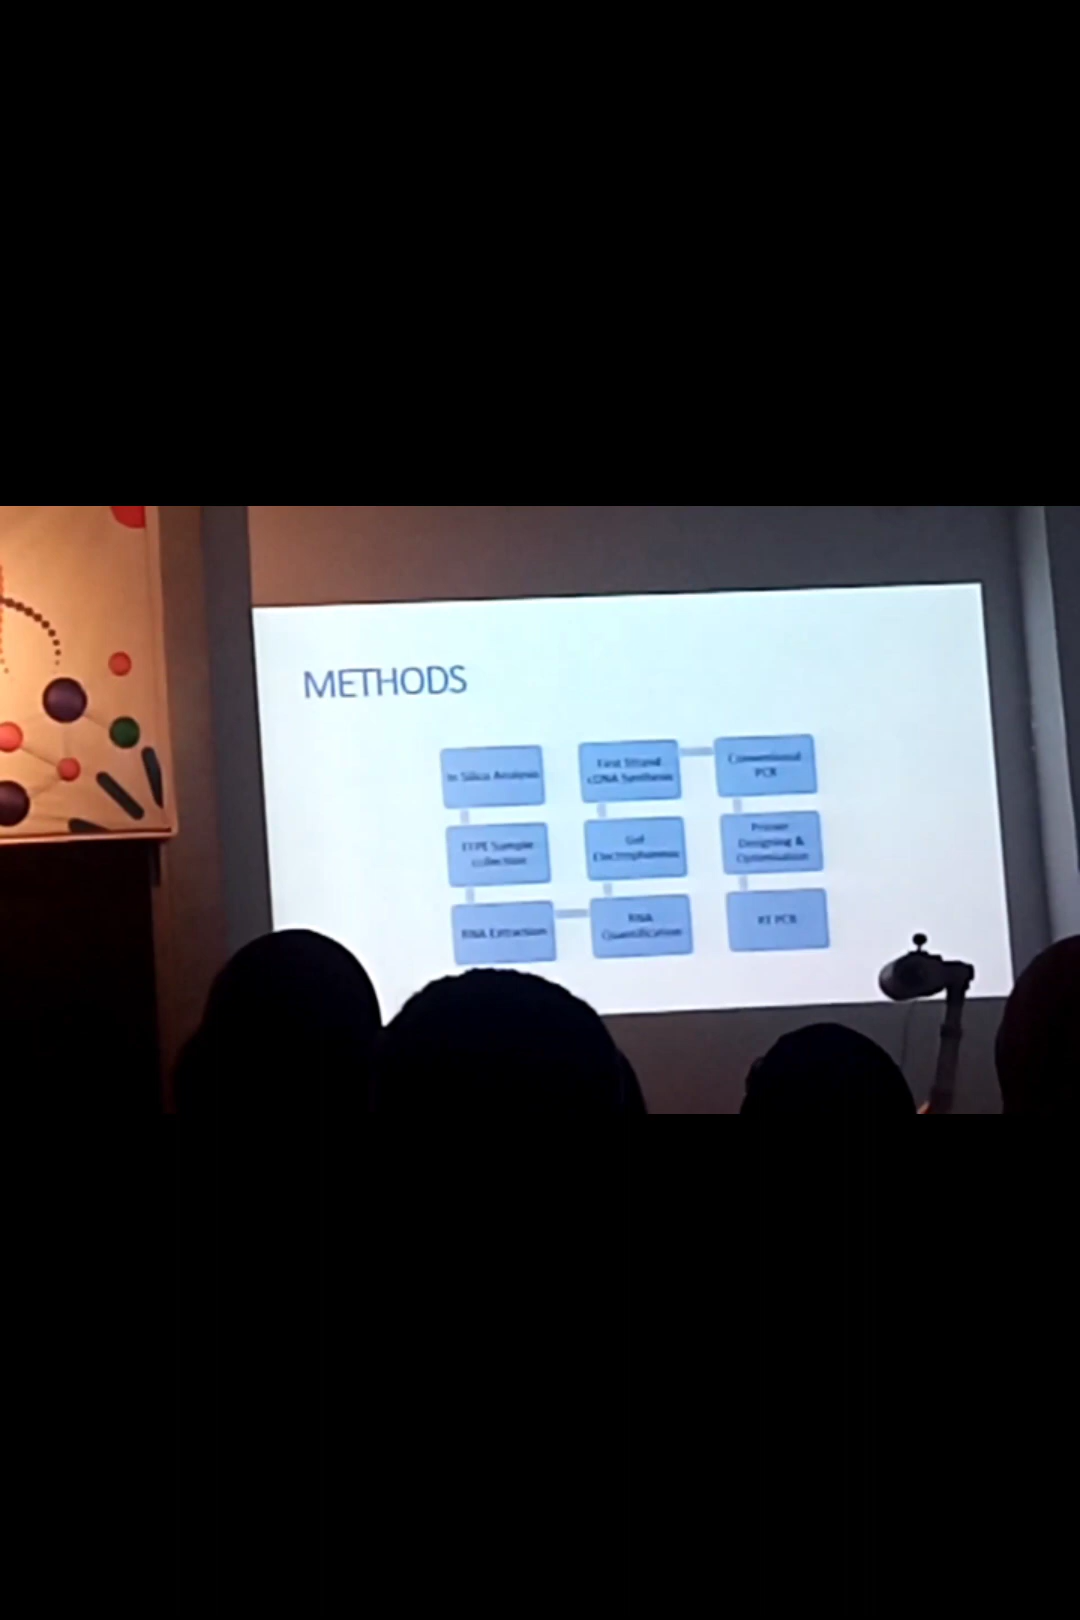 METHODS
In Silico Analysis
FFPE Sample
collection
RNA Extraction
RNA
Quantification
Gel
Electrophoresis
First Strand
cDNA Synthesis
Conventional
PCR
Primer
Designing &
Optimisation
RT PCR